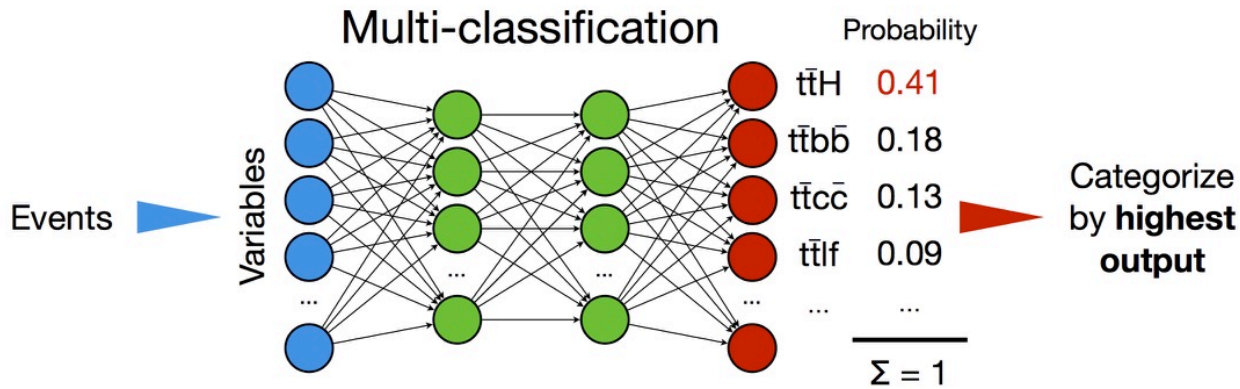 Multi-classification
Probability
Events
Variables
...
...
...
...
tt̄H 0.41
tt̄bb̄ 0.18
tt̄cc̄ 0.13
tt̄lf 0.09
... ...
Σ = 1
Categorize
by highest
output